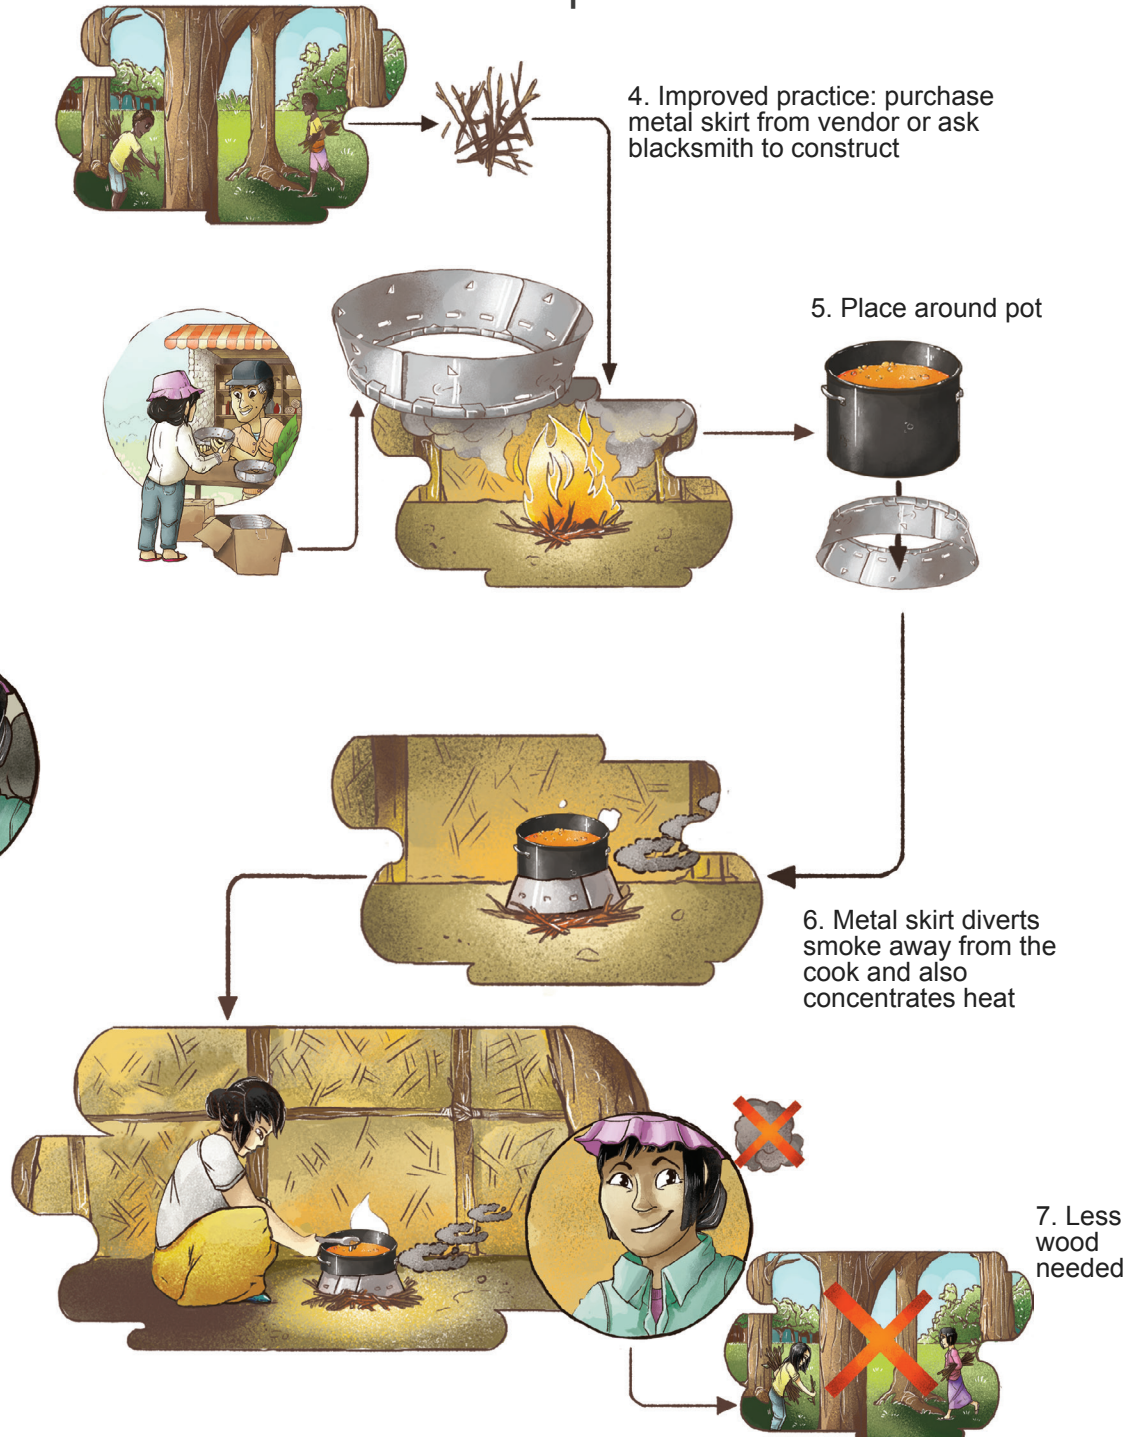 4. Improved practice: purchase
metal skirt from vendor or ask
blacksmith to construct
5. Place around pot
6. Metal skirt diverts
smoke away from the
cook and also
concentrates heat
7. Less
wood
needed